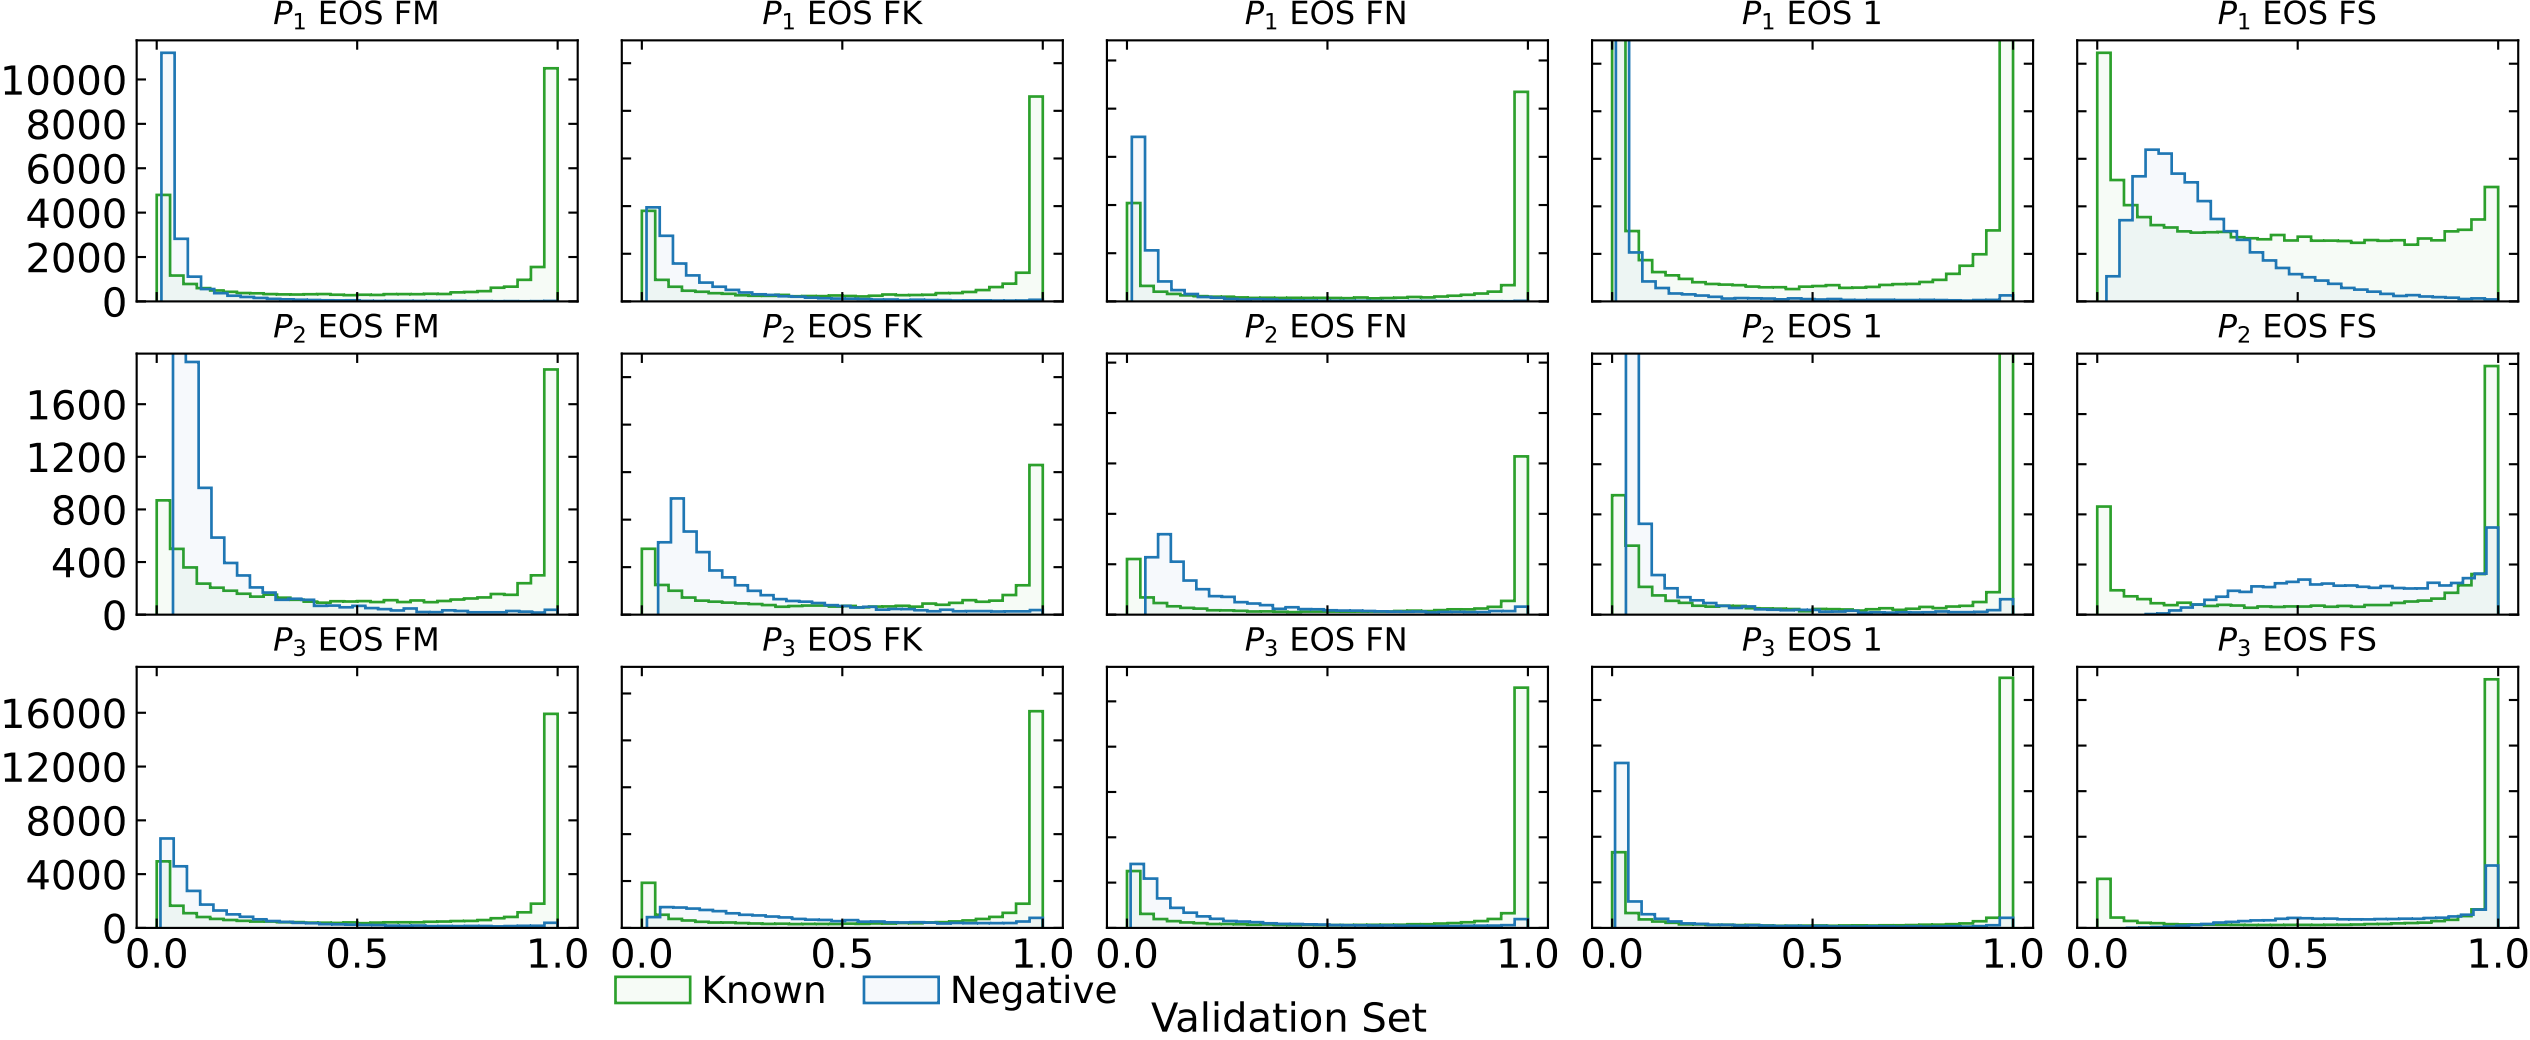 P1 EOS FM P1 EOS FK P1 EOS FN P1 EOS 1 P1 EOS FS
10000
8000
6000
4000
2000
0
P2 EOS FM P2 EOS FK P2 EOS FN P2 EOS 1 P2 EOS FS
1600
1200
800
400
0
P3 EOS FM P3 EOS FK P3 EOS FN P3 EOS 1 P3 EOS FS
16000
12000
8000
4000
0
0.0 0.5 1.0 0.0 0.5 1.0 0.0 0.5 1.0 0.0 0.5 1.0 0.0 0.5 1.0
Known Negative
Validation Set